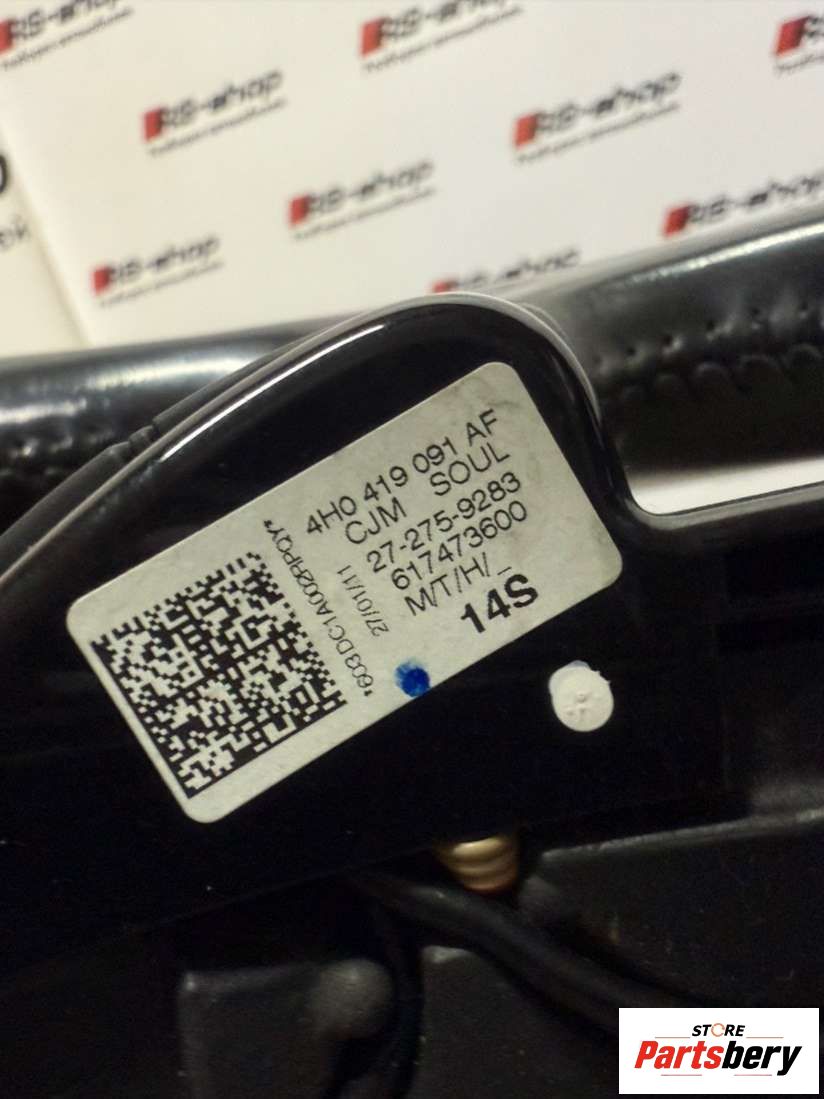 RS-shop
RS-shop
RS-shop
RS-shop
RS-shop
RS-shop
4H0 419 091 AF
CJM SOUL
27-275-9283
617473600
M/T/H/_
14S
27/01/11
STORE
Partsbery